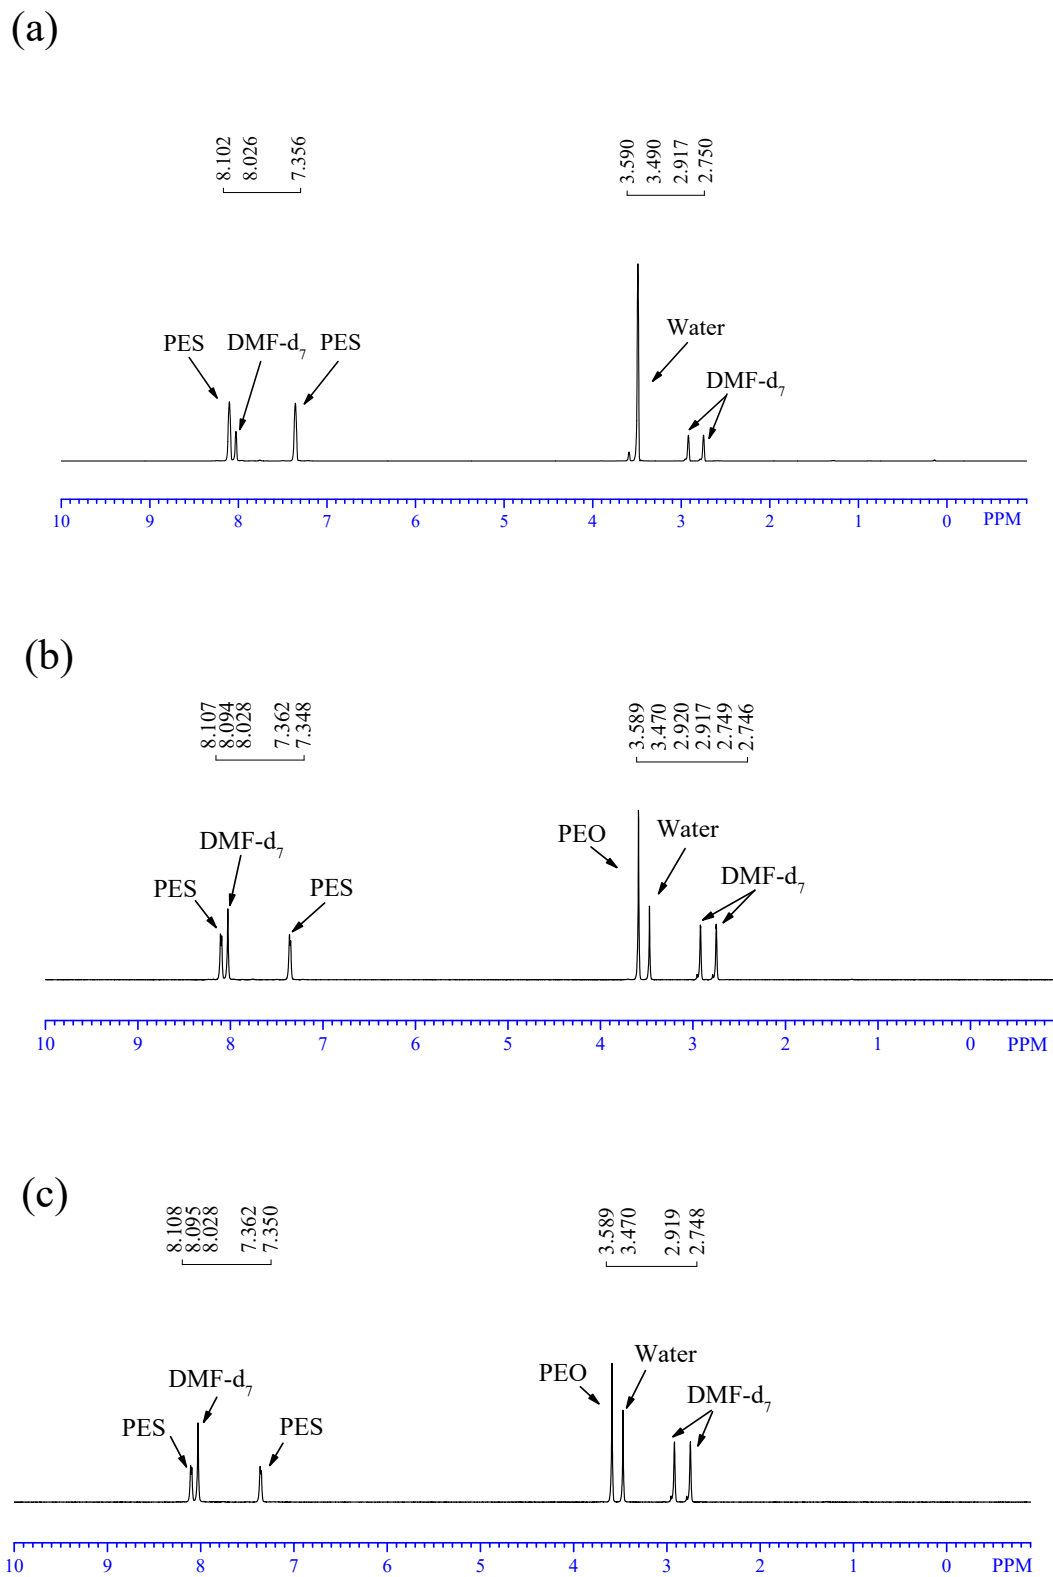 (a)
8.102
8.026
7.356
3.590
3.490
2.917
2.750
PES
DMF-d7
PES
Water
DMF-d7
10 9 8 7 6 5 4 3 2 1 0 PPM
(b)
8.107
8.094
8.028
7.362
7.348
3.589
3.470
2.920
2.917
2.749
2.746
DMF-d7
PES
PES
PEO
Water
DMF-d7
10 9 8 7 6 5 4 3 2 1 0 PPM
(c)
8.108
8.095
8.028
7.362
7.350
3.589
3.470
2.919
2.748
DMF-d7
PES
PES
PEO
Water
DMF-d7
10 9 8 7 6 5 4 3 2 1 0 PPM